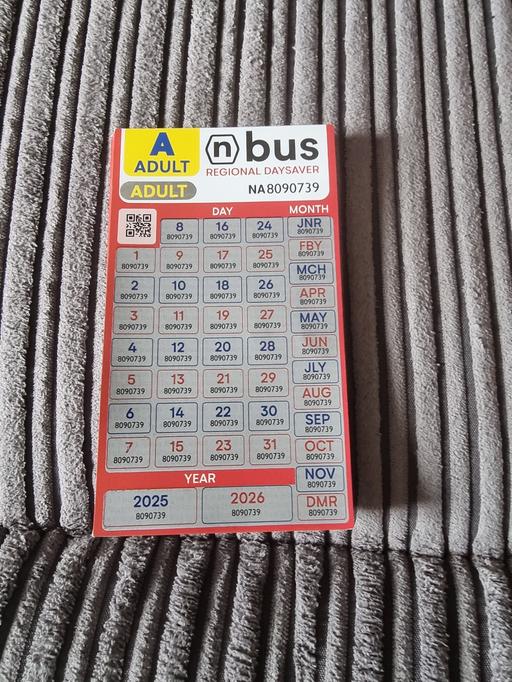 A
ADULT
n bus
REGIONAL DAYSAVER
ADULT
NA8090739
DAY
MONTH
8 16 24 JNR
8090739 8090739 8090739 8090739
1 9 17 25 FBY
8090739 8090739 8090739 8090739 8090739
MCH
8090739
2 10 18 26
8090739 8090739 8090739 8090739
APR
8090739
3 11 19 27
8090739 8090739 8090739 8090739
MAY
8090739
4 12 20 28
8090739 8090739 8090739 8090739
JUN
8090739
JLY
8090739
5 13 21 29
8090739 8090739 8090739 8090739
AUG
8090739
6 14 22 30
8090739 8090739 8090739 8090739
SEP
8090739
7 15 23 31
8090739 8090739 8090739 8090739
OCT
8090739
YEAR
NOV
8090739
2025 2026
8090739 8090739
DMR
8090739